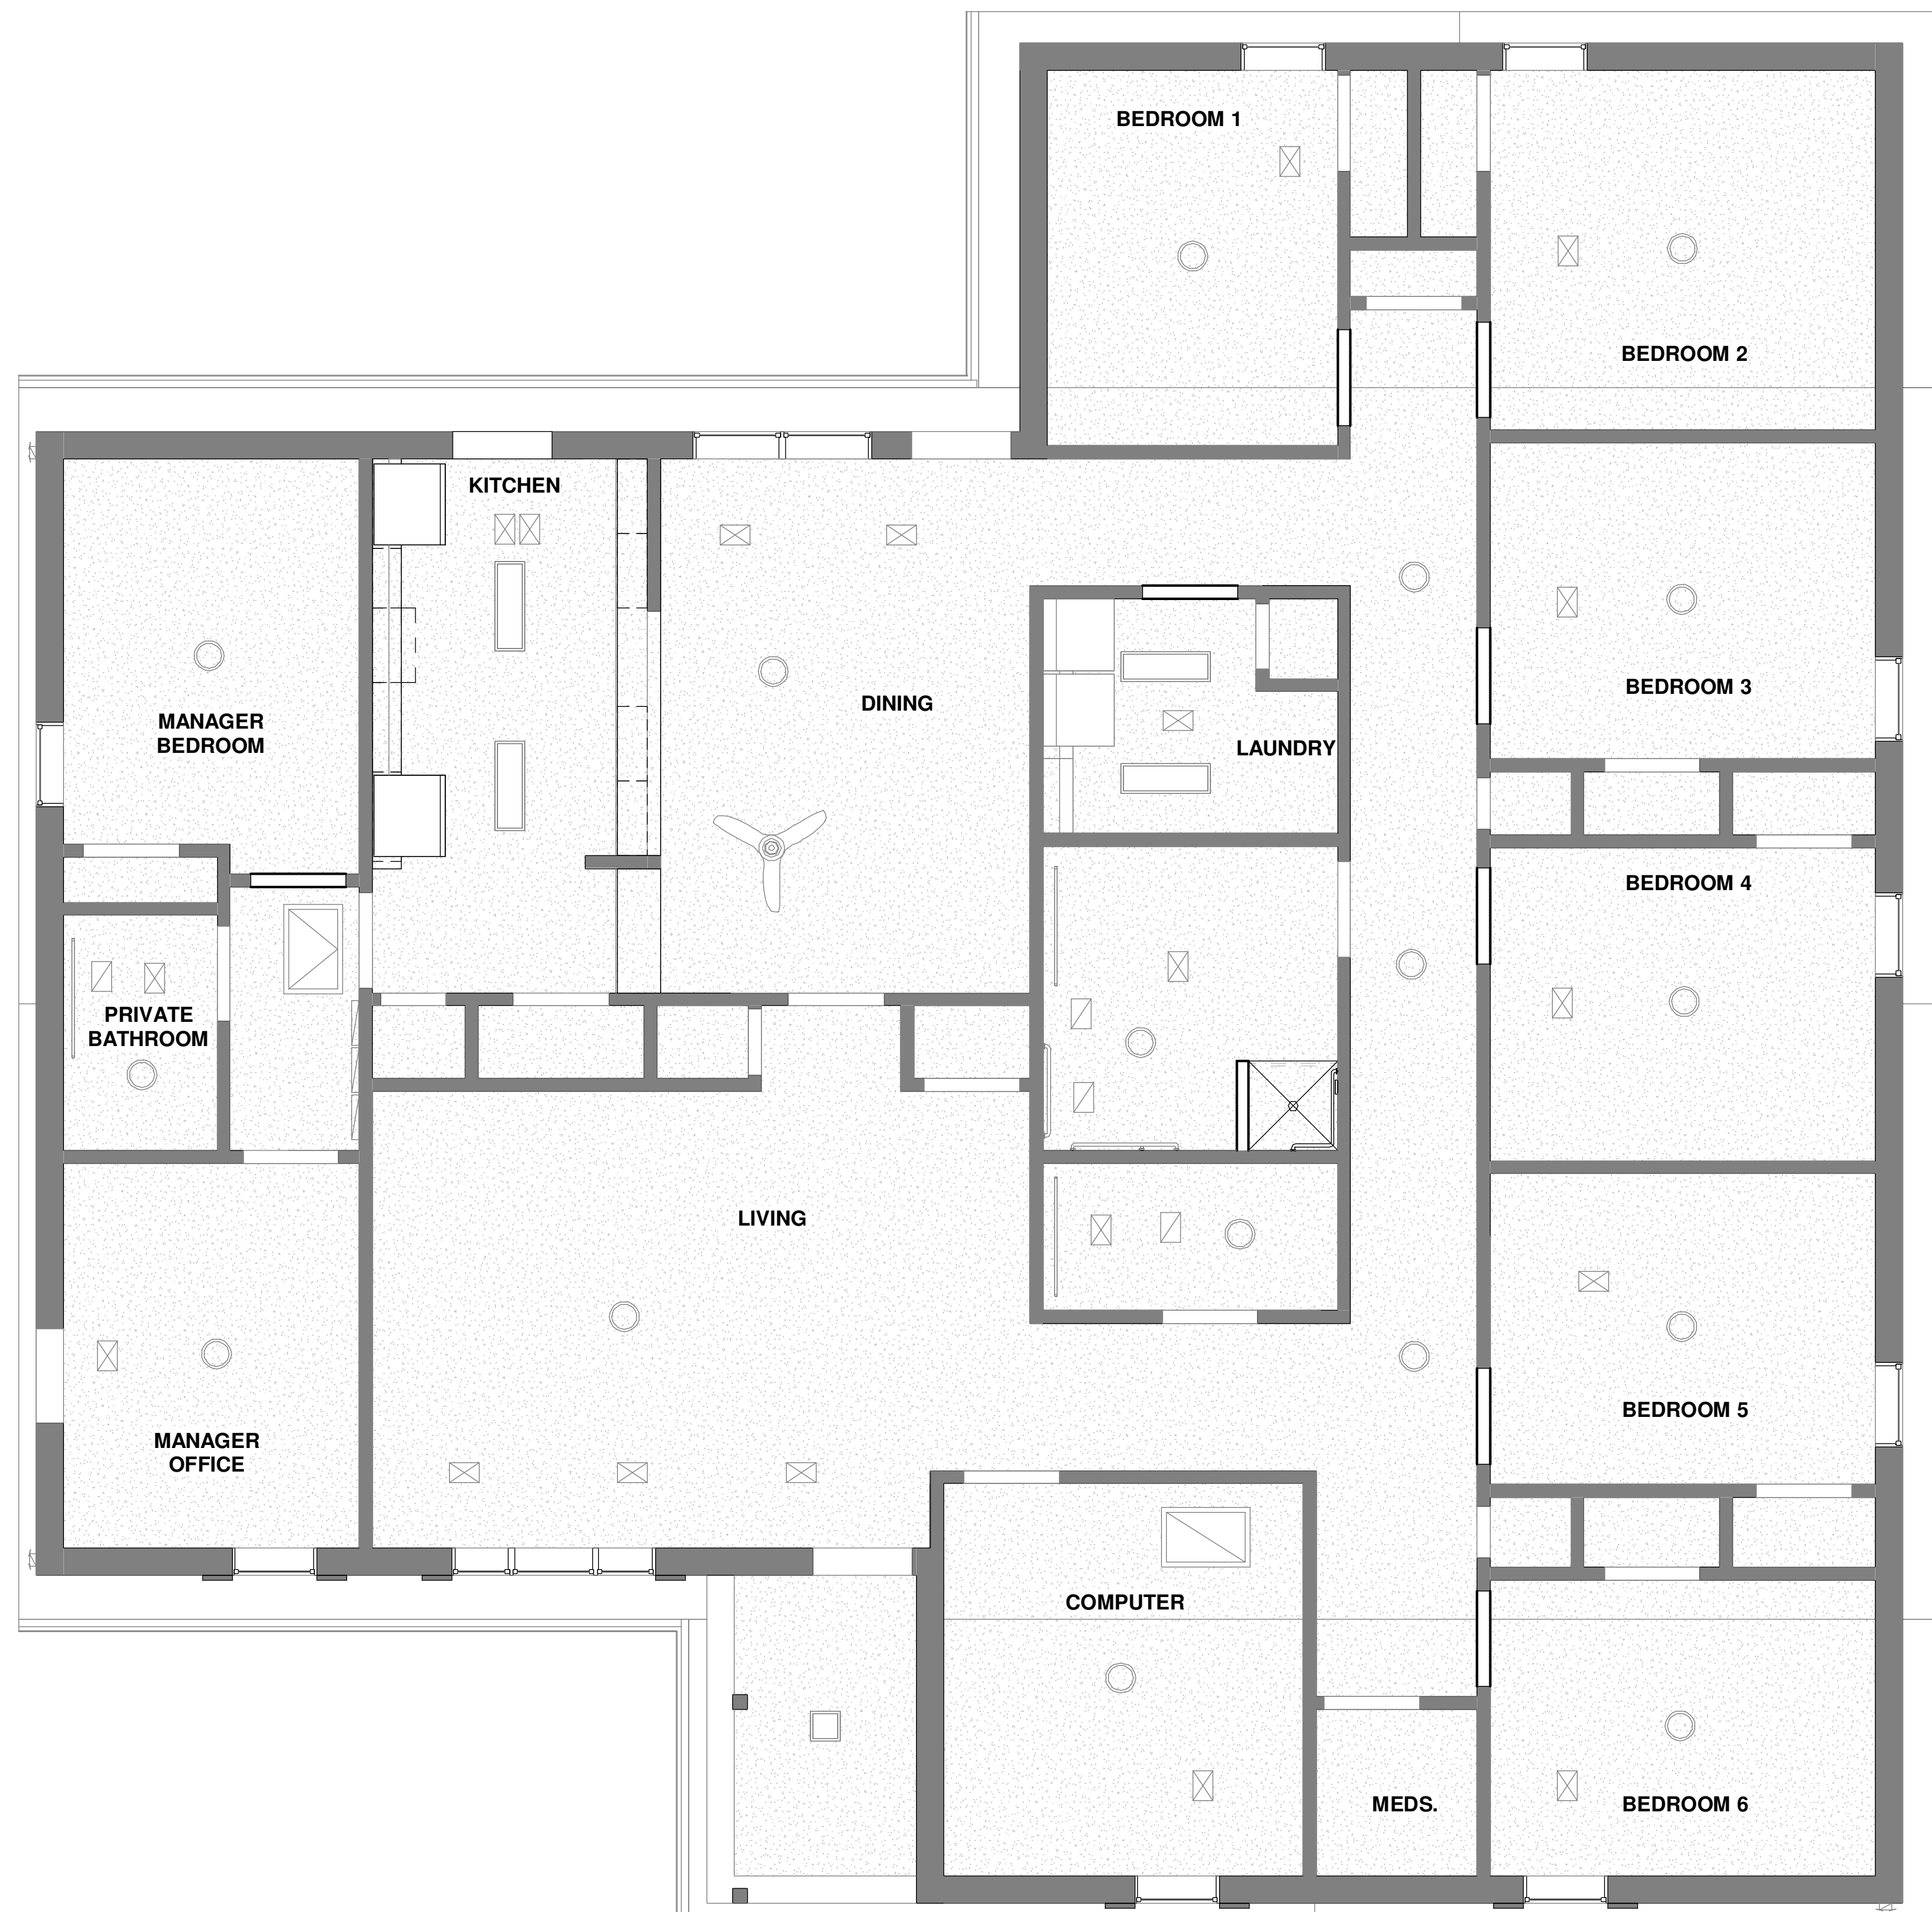 BEDROOM 1
BEDROOM 2
KITCHEN
BEDROOM 3
DINING
MANAGER
BEDROOM
LAUNDRY
BEDROOM 4
PRIVATE
BATHROOM
LIVING
BEDROOM 5
MANAGER
OFFICE
COMPUTER
MEDS.
BEDROOM 6